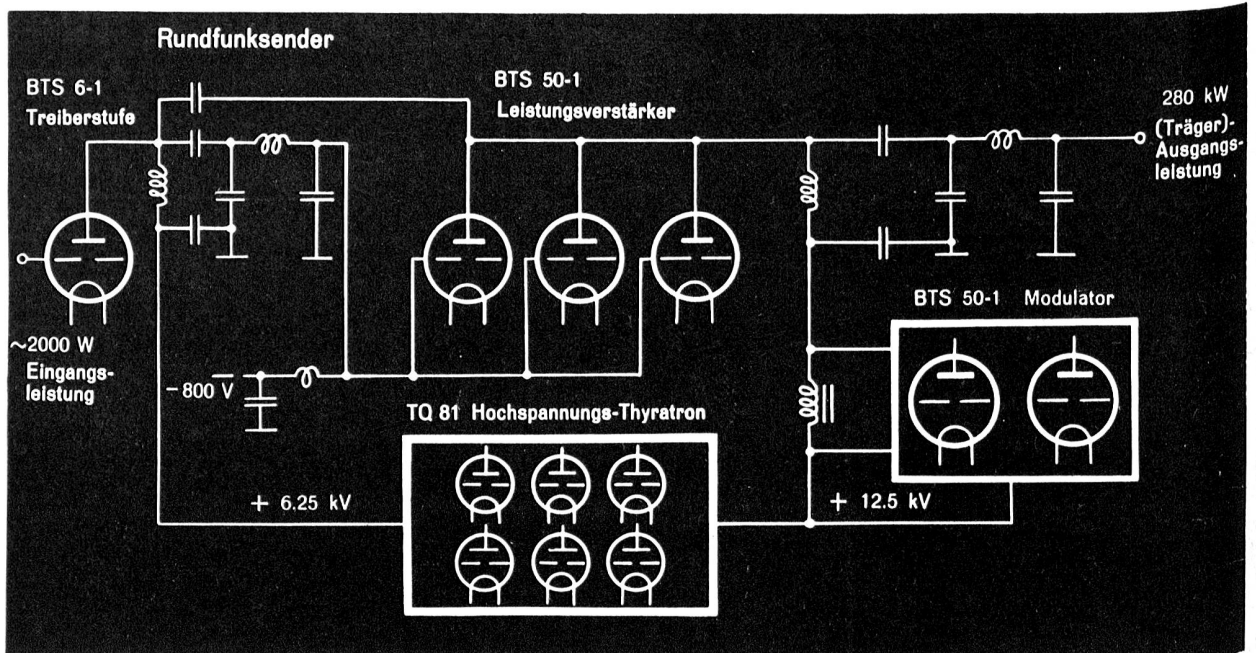 Rundfunksender
BTS 6-1
Treiberstufe
BTS 50-1
Leistungsverstärker
280 kW
(Träger)-
Ausgangs-
leistung
~2000 W
Eingangs-
leistung
- 800 V
BTS 50-1 Modulator
TQ 81 Hochspannungs-Thyratron
+ 6.25 kV
+ 12.5 kV